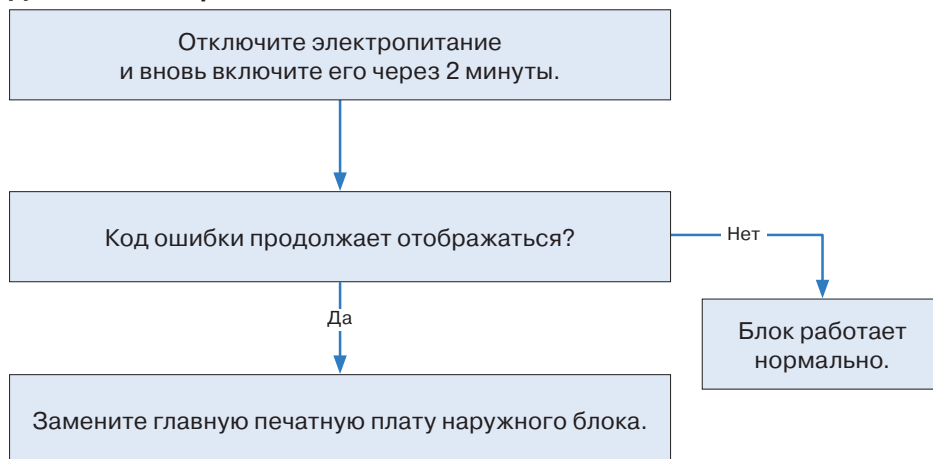 Отключите электропитание
и вновь включите его через 2 минуты.
Код ошибки продолжает отображаться?
Нет
Да
Блок работает
нормально.
Замените главную печатную плату наружного блока.